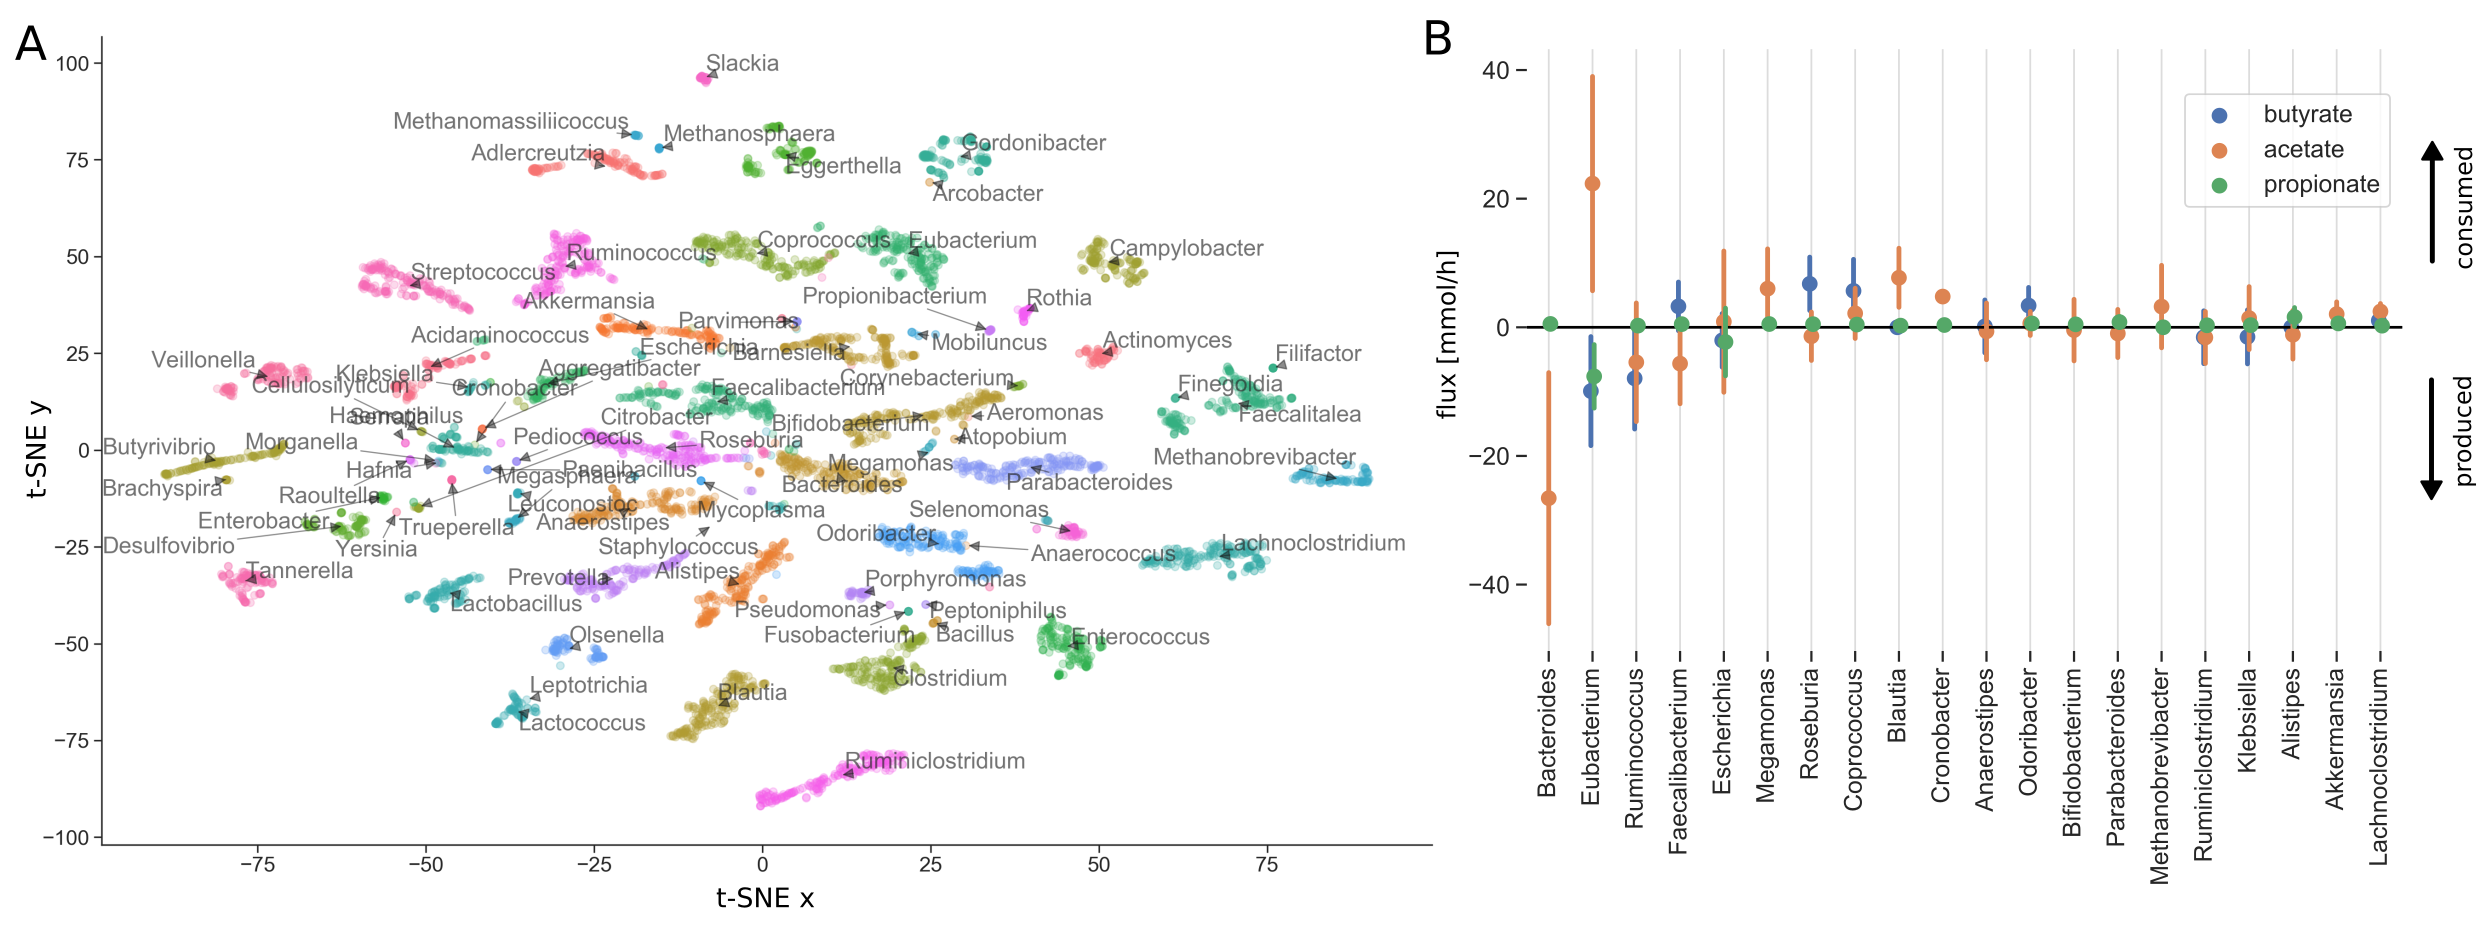 A
B
100
75
50
25
0
−25
−50
−75
−100
t-SNE y
−75
−50
−25
0
25
50
75
t-SNE x
Slackia
Methanomassiliicoccus
Methanosphaera
Adlercreutzia
Eggerthella
Gordonibacter
Arcobacter
Ruminococcus
Coprococcus
Eubacterium
Campylobacter
Streptococcus
Akkermansia
Propionibacterium
Rothia
Parvimonas
Acidaminococcus
Escherichia
Barnesiella
Mobiluncus
Actinomyces
Veillonella
Klebsiella
Aggregatibacter
Filifactor
Cellulosilyticum
Cronobacter
Faecalibacterium
Corynebacterium
Finegoldia
Haemophilus
Serratia
Citrobacter
Bifidobacterium
Aeromonas
Faecalitalea
Butyrivibrio
Morganella
Pediococcus
Roseburia
Atopobium
Hafnia
Paenibacillus
Megamonas
Methanobrevibacter
Brachyspira
Megasphaera
Bacteroides
Parabacteroides
Raoultella
Leuconostoc
Mycoplasma
Selenomonas
Enterobacter
Trueperella
Anaerostipes
Desulfovibrio
Yersinia
Staphylococcus
Odoribacter
Anaerococcus
Lachnoclostridium
Tannerella
Prevotella
Alistipes
Porphyromonas
Lactobacillus
Pseudomonas
Peptoniphilus
Fusobacterium
Bacillus
Olsenella
Enterococcus
Leptotrichia
Blautia
Clostridium
Lactococcus
Ruminiclostridium
40
20
0
−20
−40
flux [mmol/h]
butyrate
acetate
propionate
consumed
produced
Bacteroides
Eubacterium
Ruminococcus
Faecalibacterium
Escherichia
Megamonas
Roseburia
Coprococcus
Blautia
Cronobacter
Anaerostipes
Odoribacter
Bifidobacterium
Parabacteroides
Methanobrevibacter
Ruminiclostridium
Klebsiella
Alistipes
Akkermansia
Lachnoclostridium